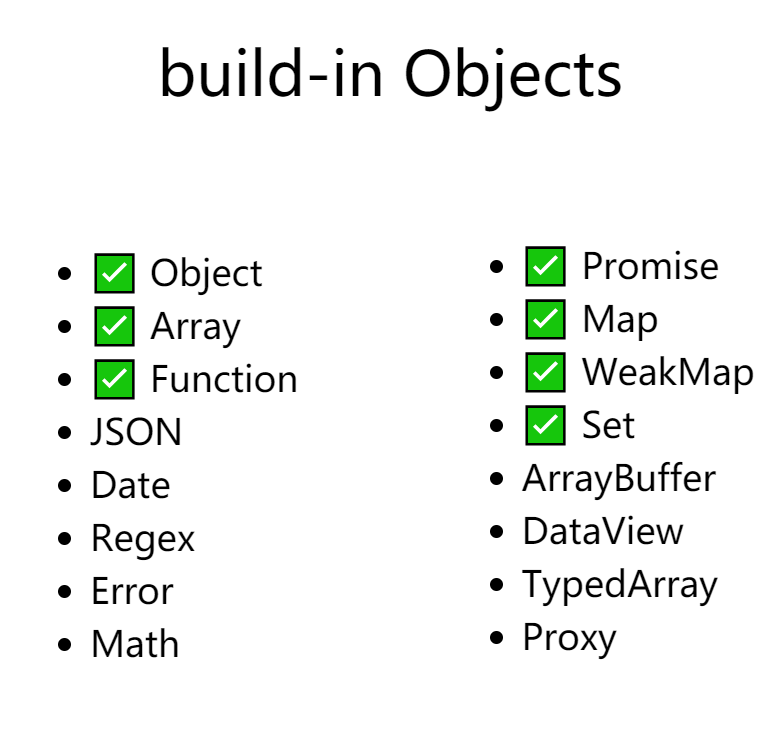 build-in Objects
• ✅ Object
• ✅ Array
• ✅ Function
• JSON
• Date
• Regex
• Error
• Math
• ✅ Promise
• ✅ Map
• ✅ WeakMap
• ✅ Set
• ArrayBuffer
• DataView
• TypedArray
• Proxy